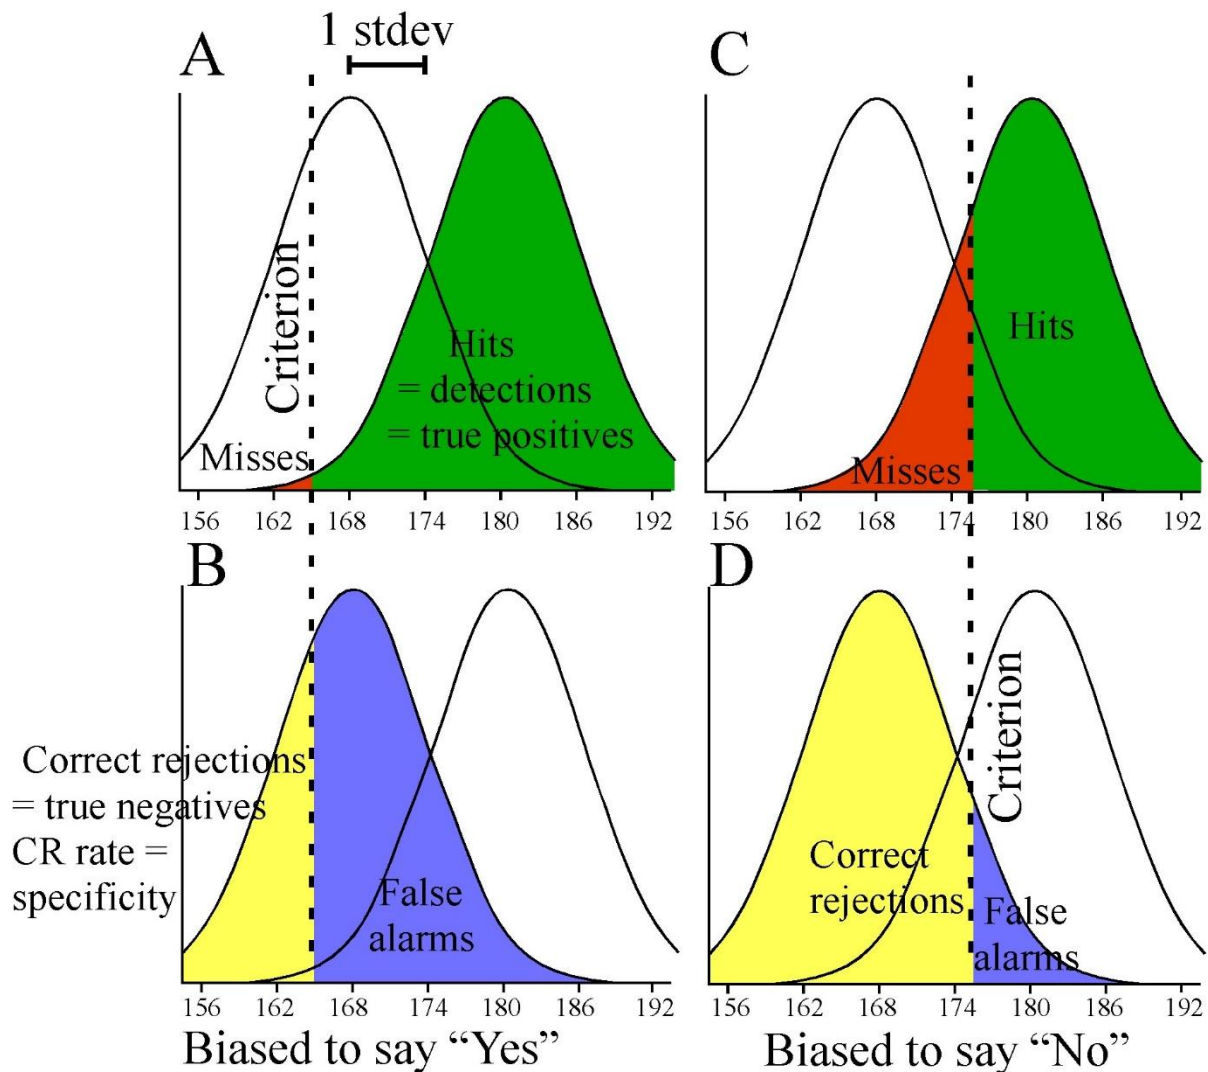 A
1 stdev
Criterion
Misses
Hits
= detections
= true positives
156 162 168 174 180 186 192
C
Misses
Hits
156 162 168 174 180 186 192
B
Correct rejections
= true negatives
CR rate =
specificity
False
alarms
156 162 168 174 180 186 192
Biased to say “Yes”
D
Criterion
Correct
rejections
False
alarms
156 162 168 174 180 186 192
Biased to say “No”